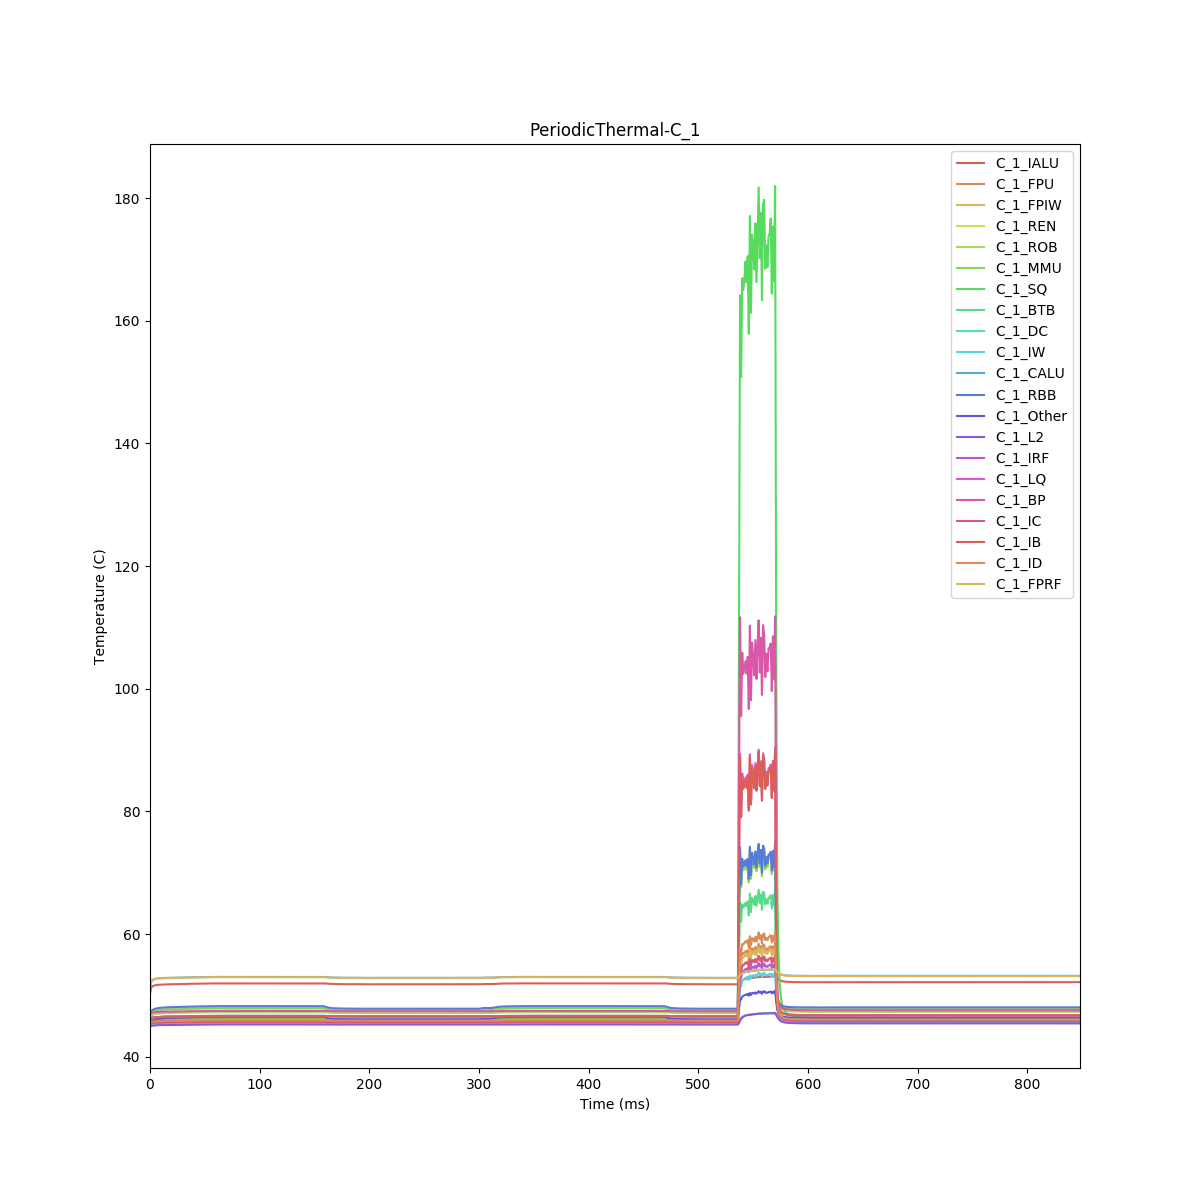 PeriodicThermal-C_1
C_1_IALU
C_1_FPU
C_1_FPIW
C_1_REN
C_1_ROB
C_1_MMU
C_1_SQ
C_1_BTB
C_1_DC
C_1_IW
C_1_CALU
C_1_RBB
C_1_Other
C_1_L2
C_1_IRF
C_1_LQ
C_1_BP
C_1_IC
C_1_IB
C_1_ID
C_1_FPRF
Temperature (C)
180
160
140
120
100
80
60
40
0 100 200 300 400 500 600 700 800
Time (ms)